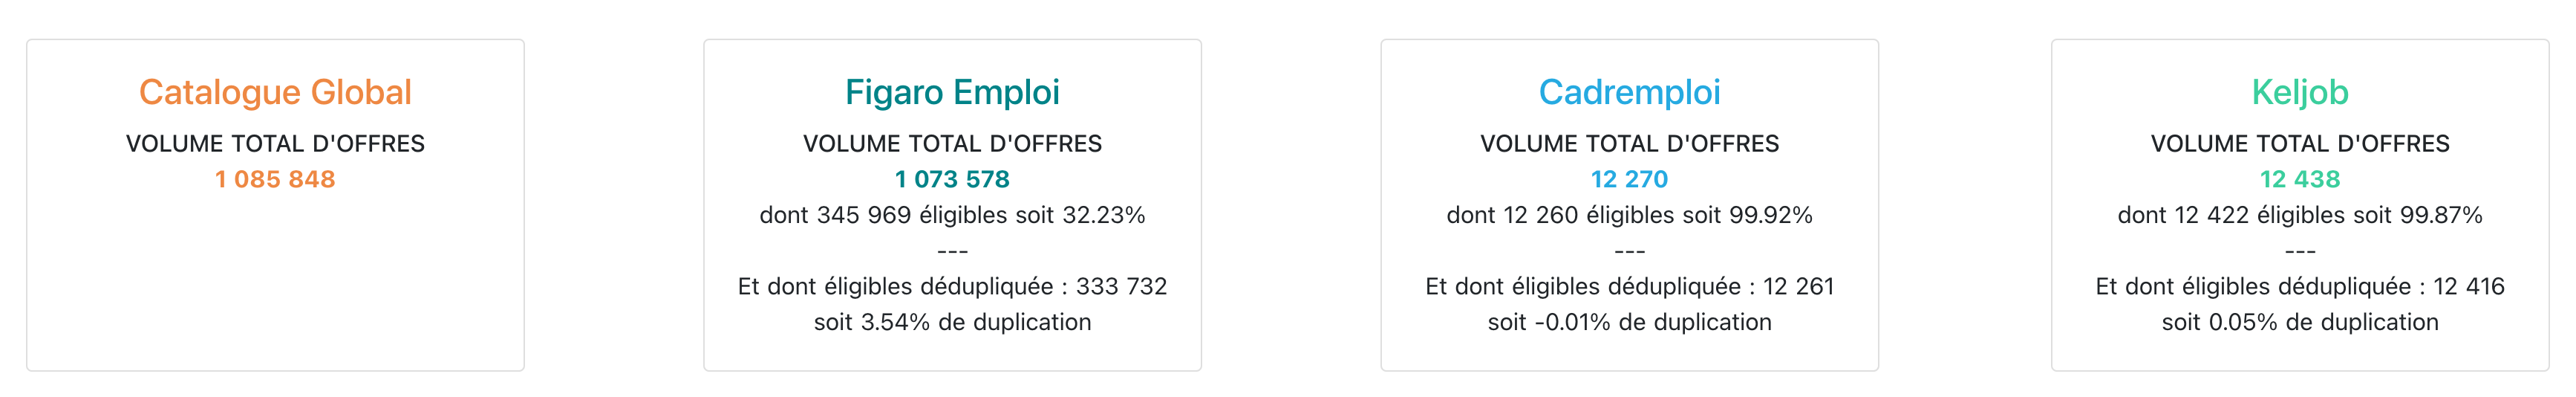 Catalogue Global
VOLUME TOTAL D'OFFRES
1 085 848
Figaro Emploi
VOLUME TOTAL D'OFFRES
1 073 578
dont 345 969 éligibles soit 32.23%
---
Et dont éligibles dédupliquée : 333 732
soit 3.54% de duplication
Cadremploi
VOLUME TOTAL D'OFFRES
12 270
dont 12 260 éligibles soit 99.92%
---
Et dont éligibles dédupliquée : 12 261
soit -0.01% de duplication
Keljob
VOLUME TOTAL D'OFFRES
12 438
dont 12 422 éligibles soit 99.87%
---
Et dont éligibles dédupliquée : 12 416
soit 0.05% de duplication